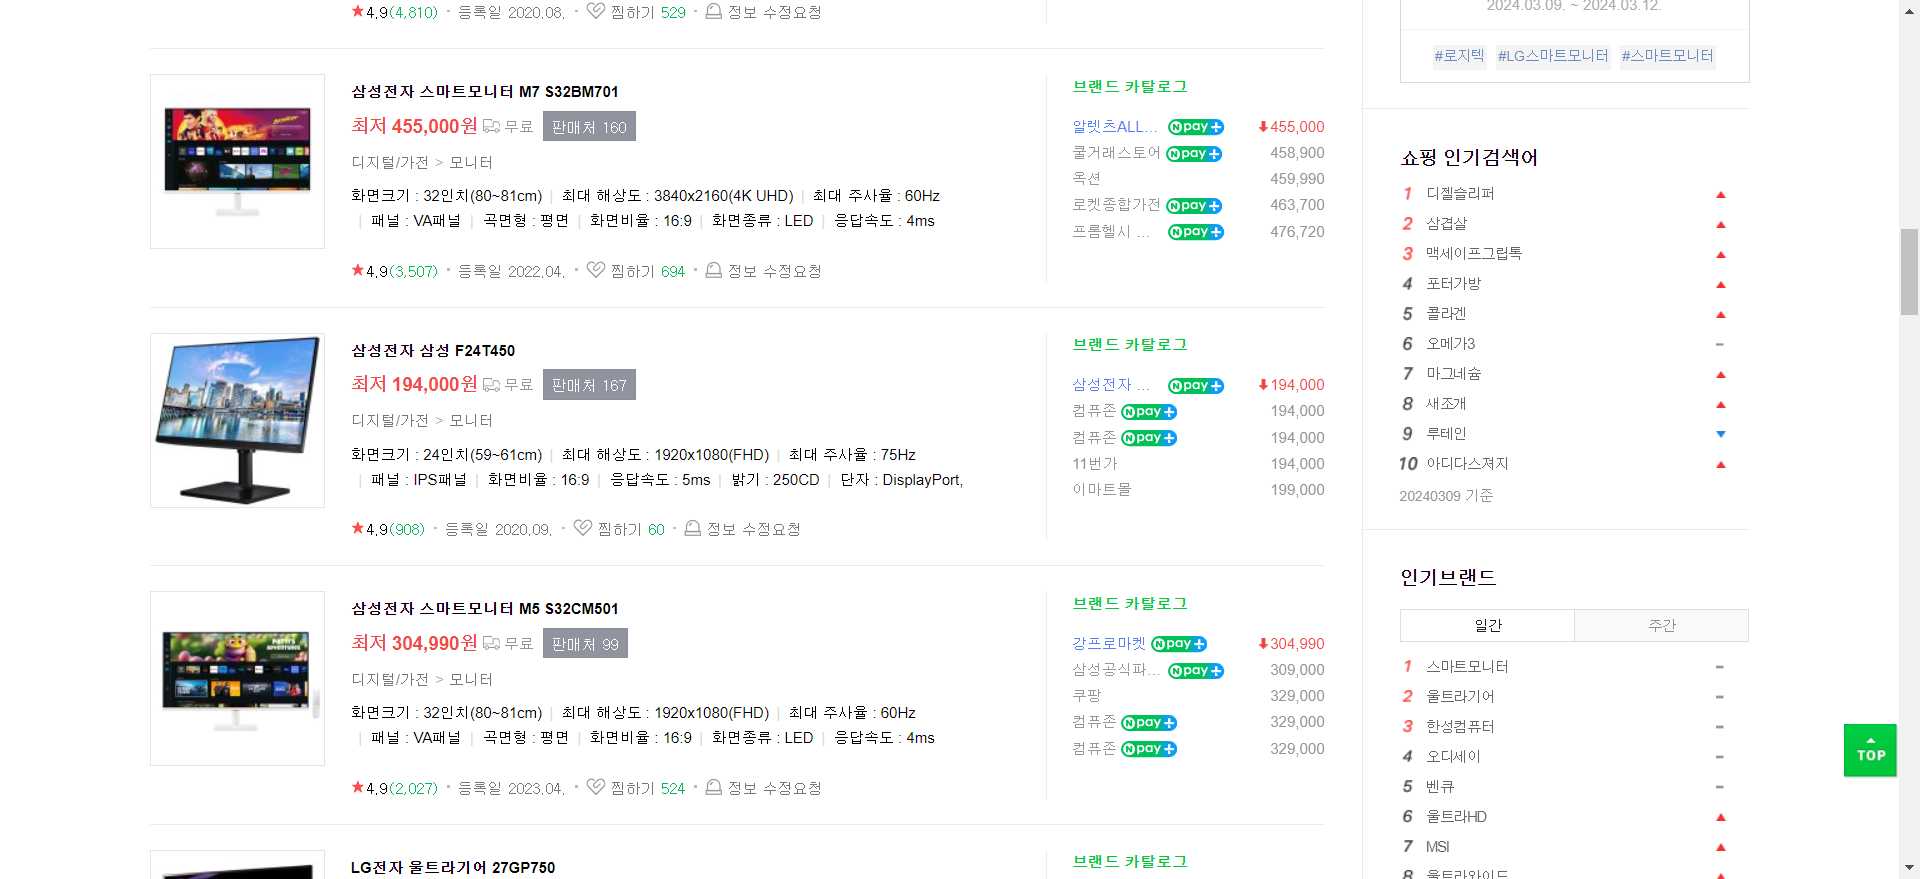 ★4.9(4,810) · 등록일 2020.08. · 찜하기 529 · 정보 수정요청
삼성전자 스마트모니터 M7 S32BM701
최저 455,000원 무료 판매처 160
디지털/가전 > 모니터
화면크기 : 32인치(80~81cm) | 최대 해상도 : 3840x2160(4K UHD) | 최대 주사율 : 60Hz
| 패널 : VA패널 | 곡면형 : 평면 | 화면비율 : 16:9 | 화면종류 : LED | 응답속도 : 4ms
★4.9(3,507) · 등록일 2022.04. · 찜하기 694 · 정보 수정요청
브랜드 카탈로그
알렛츠ALL... N pay+ 455,000
쿨거래스토어 N pay+ 458,900
옥션 459,990
로켓종합가전 N pay+ 463,700
프롬헬시 ... N pay+ 476,720
삼성전자 삼성 F24T450
최저 194,000원 무료 판매처 167
디지털/가전 > 모니터
화면크기 : 24인치(59~61cm) | 최대 해상도 : 1920x1080(FHD) | 최대 주사율 : 75Hz
| 패널 : IPS패널 | 화면비율 : 16:9 | 응답속도 : 5ms | 밝기 : 250CD | 단자 : DisplayPort,
★4.9(908) · 등록일 2020.09. · 찜하기 60 · 정보 수정요청
브랜드 카탈로그
삼성전자 ... N pay+ 194,000
컴퓨존 N pay+ 194,000
컴퓨존 N pay+ 194,000
11번가 194,000
이마트몰 199,000
삼성전자 스마트모니터 M5 S32CM501
최저 304,990원 무료 판매처 99
디지털/가전 > 모니터
화면크기 : 32인치(80~81cm) | 최대 해상도 : 1920x1080(FHD) | 최대 주사율 : 60Hz
| 패널 : VA패널 | 곡면형 : 평면 | 화면비율 : 16:9 | 화면종류 : LED | 응답속도 : 4ms
★4.9(2,027) · 등록일 2023.04. · 찜하기 524 · 정보 수정요청
브랜드 카탈로그
강프로마켓 N pay+ 304,990
삼성공식파... N pay+ 309,000
쿠팡 329,000
컴퓨존 N pay+ 329,000
컴퓨존 N pay+ 329,000
LG전자 울트라기어 27GP750
브랜드 카탈로그
2024.03.09. ~ 2024.03.12.
#로지텍 #LG스마트모니터 #스마트모니터
쇼핑 인기검색어
1 디젤슬리퍼
2 삼겹살
3 맥세이프그립톡
4 포터가방
5 콜라겐
6 오메가3
7 마그네슘
8 새조개
9 루테인
10 아디다스져지
20240309 기준
인기브랜드
일간 주간
1 스마트모니터
2 울트라기어
3 한성컴퓨터
4 오디세이
5 벤큐
6 울트라HD
7 MSI
8 울트라와이드
TOP